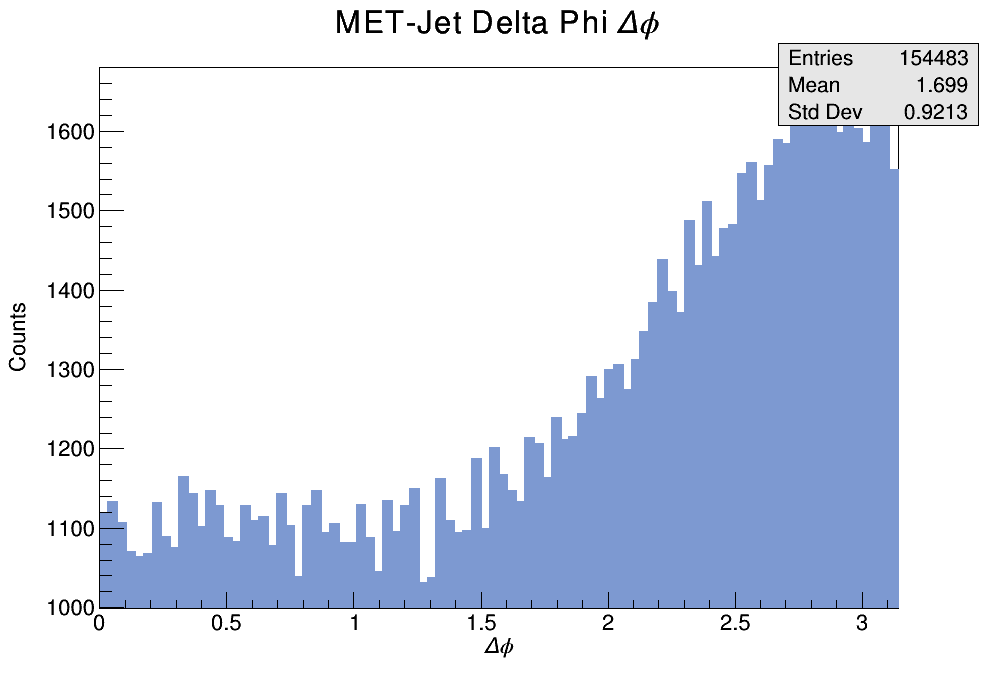 MET-Jet Delta Phi Δϕ
Entries 154483
Mean 1.699
Std Dev 0.9213
1600
1500
1400
1300
1200
1100
1000
Counts
0 0.5 1 1.5 2 2.5 3
Δϕ